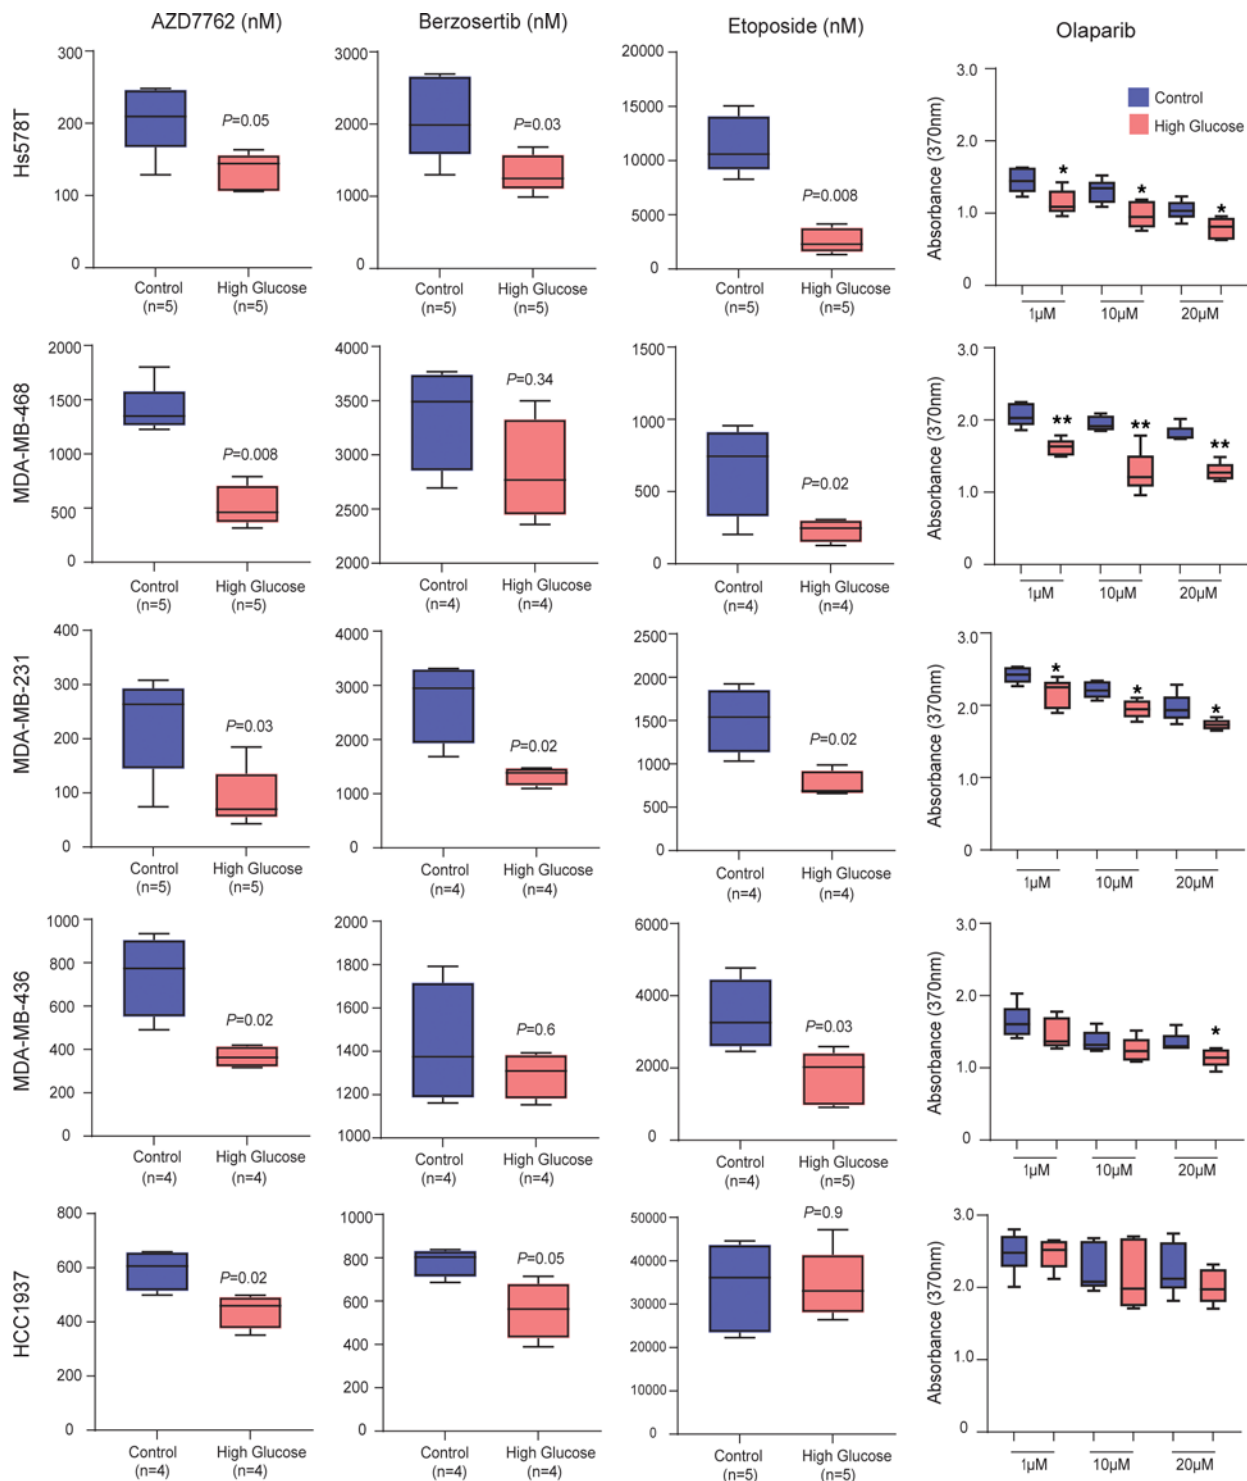 AZD7762 (nM)
Berzosertib (nM)
Etoposide (nM)
Olaparib
Hs578T
300
200
100
0
P=0.05
Control
(n=5)
High Glucose
(n=5)
3000
2000
1000
0
P=0.03
Control
(n=5)
High Glucose
(n=5)
20000
15000
10000
5000
0
P=0.008
Control
(n=5)
High Glucose
(n=5)
Absorbance (370nm)
3.0
2.0
1.0
0
Control
High Glucose
*
*
*
1µM
10µM
20µM
MDA-MB-468
2000
1500
1000
500
0
P=0.008
Control
(n=5)
High Glucose
(n=5)
4000
3500
3000
2500
2000
P=0.34
Control
(n=4)
High Glucose
(n=4)
1500
1000
500
0
P=0.02
Control
(n=4)
High Glucose
(n=4)
Absorbance (370nm)
3.0
2.0
1.0
0
**
**
**
1µM
10µM
20µM
MDA-MB-231
400
300
200
100
0
P=0.03
Control
(n=5)
High Glucose
(n=5)
4000
3000
2000
1000
0
P=0.02
Control
(n=4)
High Glucose
(n=4)
2500
2000
1500
1000
500
0
P=0.02
Control
(n=4)
High Glucose
(n=4)
Absorbance (370nm)
3.0
2.0
1.0
0
*
*
*
1µM
10µM
20µM
MDA-MB-436
1000
800
600
400
200
0
P=0.02
Control
(n=4)
High Glucose
(n=4)
2000
1800
1600
1400
1200
1000
P=0.6
Control
(n=4)
High Glucose
(n=4)
6000
4000
2000
0
P=0.03
Control
(n=4)
High Glucose
(n=5)
Absorbance (370nm)
3.0
2.0
1.0
0
*
1µM
10µM
20µM
HCC1937
800
600
400
200
0
P=0.02
Control
(n=4)
High Glucose
(n=4)
1000
800
600
400
200
0
P=0.05
Control
(n=4)
High Glucose
(n=4)
50000
40000
30000
20000
10000
0
P=0.9
Control
(n=5)
High Glucose
(n=5)
Absorbance (370nm)
3.0
2.0
1.0
0
1µM
10µM
20µM